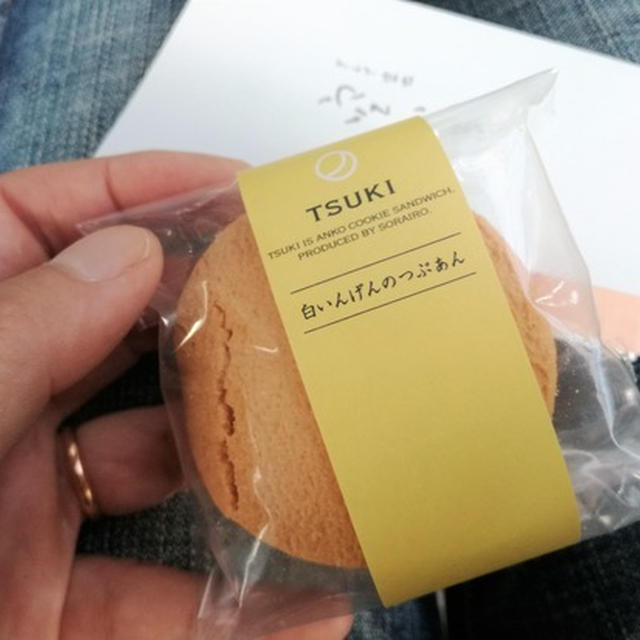 TSUKI
TSUKI IS ANKO COOKIE SANDWICH.
PRODUCED BY SORAIRO.
白いんげんのつぶあん